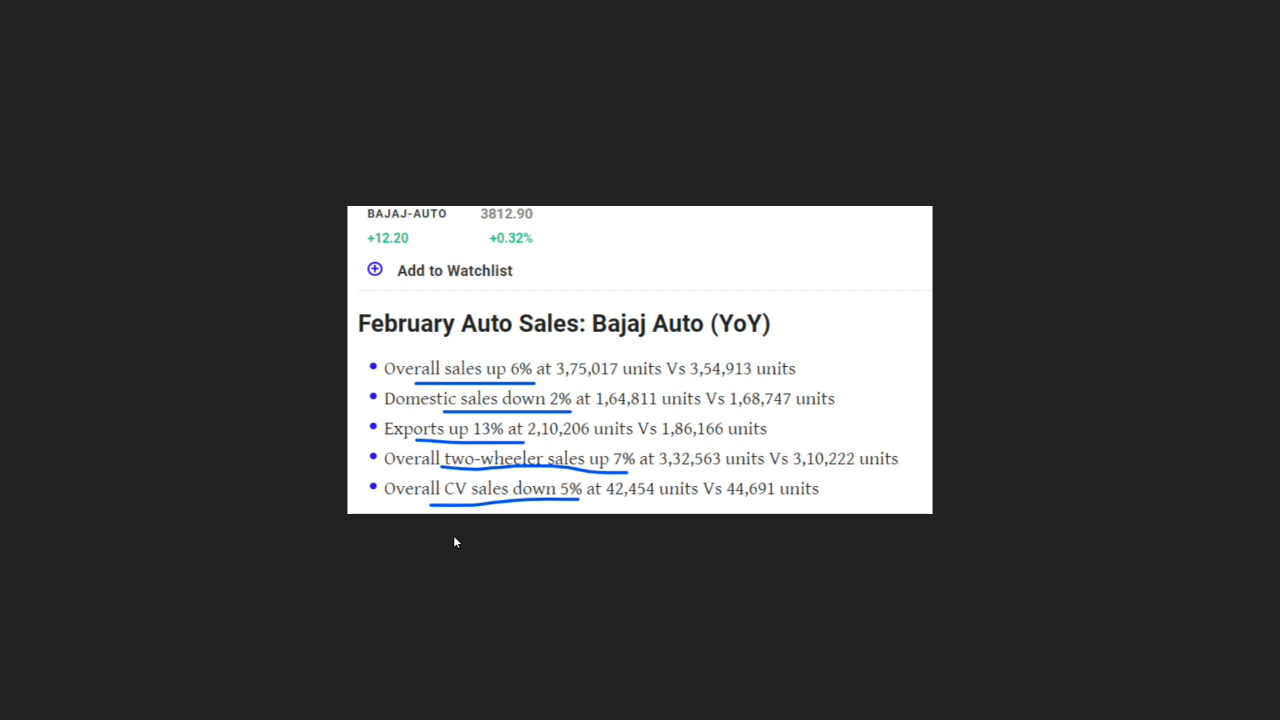 BAJAJ-AUTO 3812.90
+12.20 +0.32%
Add to Watchlist
February Auto Sales: Bajaj Auto (YoY)
• Overall sales up 6% at 3,75,017 units Vs 3,54,913 units
• Domestic sales down 2% at 1,64,811 units Vs 1,68,747 units
• Exports up 13% at 2,10,206 units Vs 1,86,166 units
• Overall two-wheeler sales up 7% at 3,32,563 units Vs 3,10,222 units
• Overall CV sales down 5% at 42,454 units Vs 44,691 units